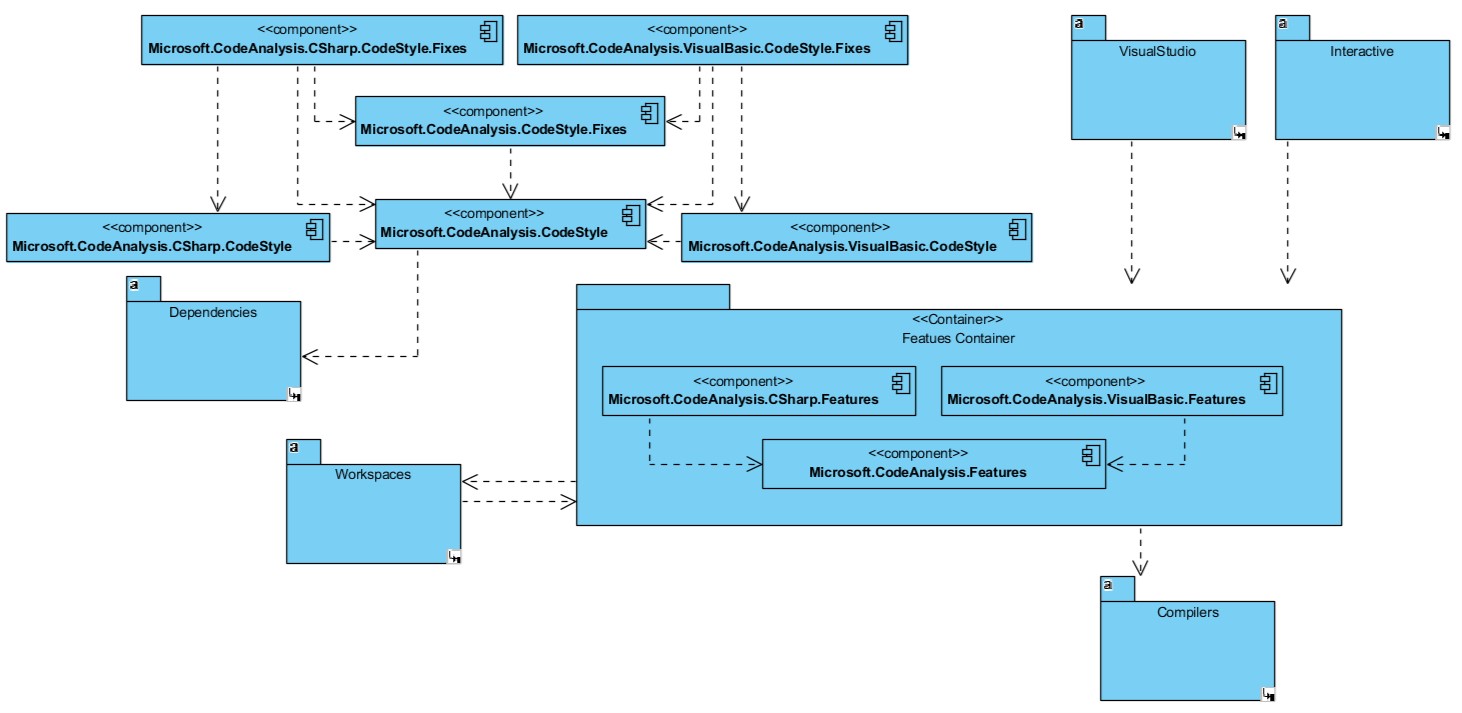 <<component>>
Microsoft.CodeAnalysis.CSharp.CodeStyle.Fixes
<<component>>
Microsoft.CodeAnalysis.VisualBasic.CodeStyle.Fixes
a
VisualStudio
a
Interactive
<<component>>
Microsoft.CodeAnalysis.CodeStyle.Fixes
<<component>>
Microsoft.CodeAnalysis.CSharp.CodeStyle
<<component>>
Microsoft.CodeAnalysis.CodeStyle
<<component>>
Microsoft.CodeAnalysis.VisualBasic.CodeStyle
a
Dependencies
<<Container>>
Featues Container
<<component>>
Microsoft.CodeAnalysis.CSharp.Features
<<component>>
Microsoft.CodeAnalysis.VisualBasic.Features
<<component>>
Microsoft.CodeAnalysis.Features
a
Workspaces
a
Compilers